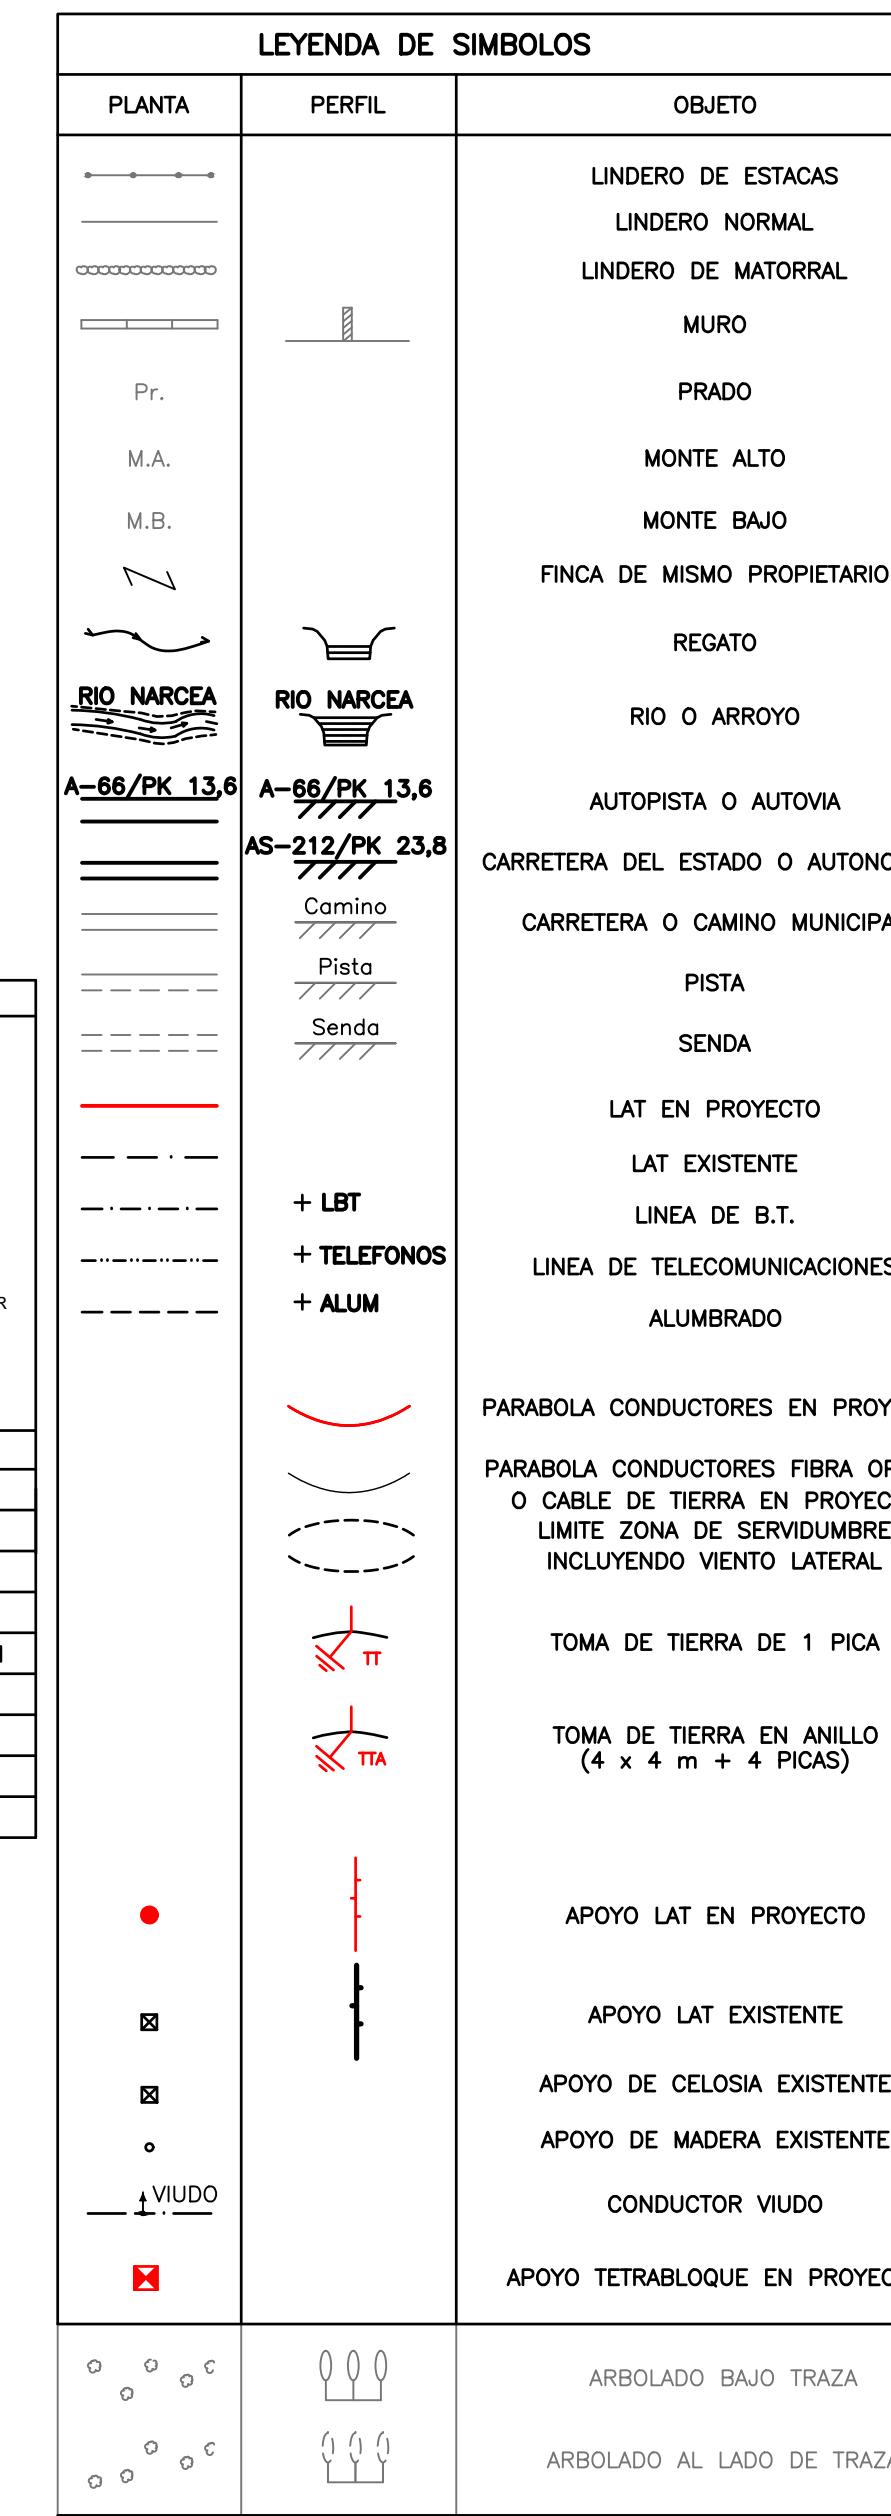 LEYENDA DE SIMBOLOS
PLANTA PERFIL OBJETO
LINDERO DE ESTACAS
LINDERO NORMAL
LINDERO DE MATORRAL
MURO
Pr. PRADO
M.A. MONTE ALTO
M.B. MONTE BAJO
FINCA DE MISMO PROPIETARIO
REGATO
RIO NARCEA RIO NARCEA RIO O ARROYO
A-66/PK 13,6 A-66/PK 13,6 AUTOPISTA O AUTOVIA
AS-212/PK 23,8 CARRETERA DEL ESTADO O AUTONO
Camino CARRETERA O CAMINO MUNICIPA
Pista PISTA
Senda SENDA
LAT EN PROYECTO
LAT EXISTENTE
+ LBT LINEA DE B.T.
+ TELEFONOS LINEA DE TELECOMUNICACIONES
R + ALUM ALUMBRADO
PARABOLA CONDUCTORES EN PROY
PARABOLA CONDUCTORES FIBRA OP
O CABLE DE TIERRA EN PROYEC
LIMITE ZONA DE SERVIDUMBRE
INCLUYENDO VIENTO LATERAL
TT TOMA DE TIERRA DE 1 PICA
TTA TOMA DE TIERRA EN ANILLO
(4 x 4 m + 4 PICAS)
APOYO LAT EN PROYECTO
APOYO LAT EXISTENTE
APOYO DE CELOSIA EXISTENTE
APOYO DE MADERA EXISTENTE
VIUDO CONDUCTOR VIUDO
APOYO TETRABLOQUE EN PROYEC
ARBOLADO BAJO TRAZA
ARBOLADO AL LADO DE TRAZA